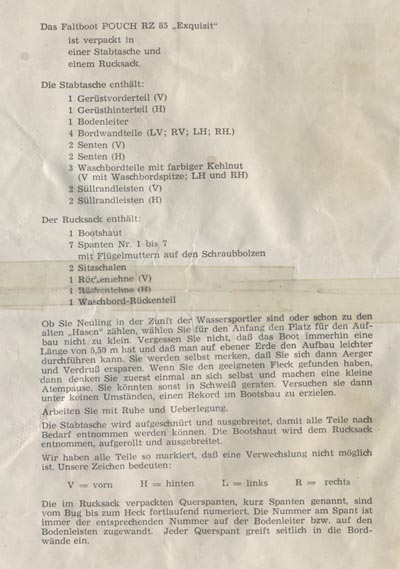 Das Faltboot POUCH RZ 85 „Exquisit“
ist verpackt in
einer Stabtasche und
einem Rucksack.
Die Stabtasche enthält:
1 Gerüstvorderteil (V)
1 Gerüsthinterteil (H)
1 Bodenleiter
4 Bordwandteile (LV; RV; LH; RH.)
2 Senten (V)
2 Senten (H)
3 Waschbordteile mit farbiger Kehlnut
(V mit Waschbordspitze; LH und RH)
2 Süllrandleisten (V)
2 Süllrandleisten (H)
Der Rucksack enthält:
1 Bootshaut
7 Spanten Nr. 1 bis 7
mit Flügelmuttern auf den Schraubbolzen
2 Sitzschalen
1 Rückenlehne (V)
1 Rückenlehne (H)
1 Waschbord-Rückenteil
Ob Sie Neuling in der Zunft der Wassersportler sind oder schon zu den
alten „Hasen“ zählen, wählen Sie für den Anfang den Platz für den Auf-
bau nicht zu klein. Vergessen Sie nicht, daß das Boot immerhin eine
Länge von 5,50 m hat und daß man auf ebener Erde den Aufbau leichter
durchführen kann. Sie werden selbst merken, daß Sie sich dann Aerger
und Verdruß ersparen. Wenn Sie den geeigneten Fleck gefunden haben,
dann denken Sie zuerst einmal an sich selbst und machen eine kleine
Atempause. Sie könnten sonst in Schweiß geraten. Versuchen sie dann
unter keinen Umständen, einen Rekord im Bootsbau zu erzielen.
Arbeiten Sie mit Ruhe und Ueberlegung.
Die Stabtasche wird aufgeschnürt und ausgebreitet, damit alle Teile nach
Bedarf entnommen werden können. Die Bootshaut wird dem Rucksack
entnommen, aufgerollt und ausgebreitet.
Wir haben alle Teile so markiert, daß eine Verwechslung nicht möglich
ist. Unsere Zeichen bedeuten:
V = vorn H = hinten L = links R = rechts
Die im Rucksack verpackten Querspanten, kurz Spanten genannt, sind
vom Bug bis zum Heck fortlaufend numeriert. Die Nummer am Spant ist
immer der entsprechenden Nummer auf der Bodenleiter bzw. auf den
Bodenleisten zugewandt. Jeder Querspant greift seitlich in die Bord-
wände ein.